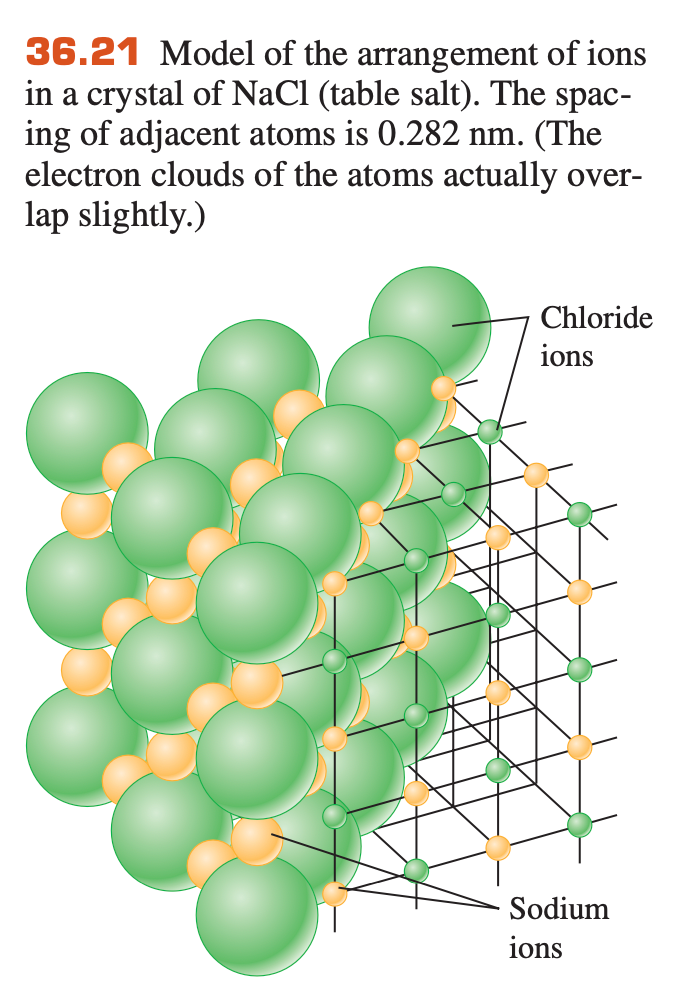 36.21 Model of the arrangement of ions
in a crystal of NaCl (table salt). The spac-
ing of adjacent atoms is 0.282 nm. (The
electron clouds of the atoms actually over-
lap slightly.)
Chloride
ions
Sodium
ions